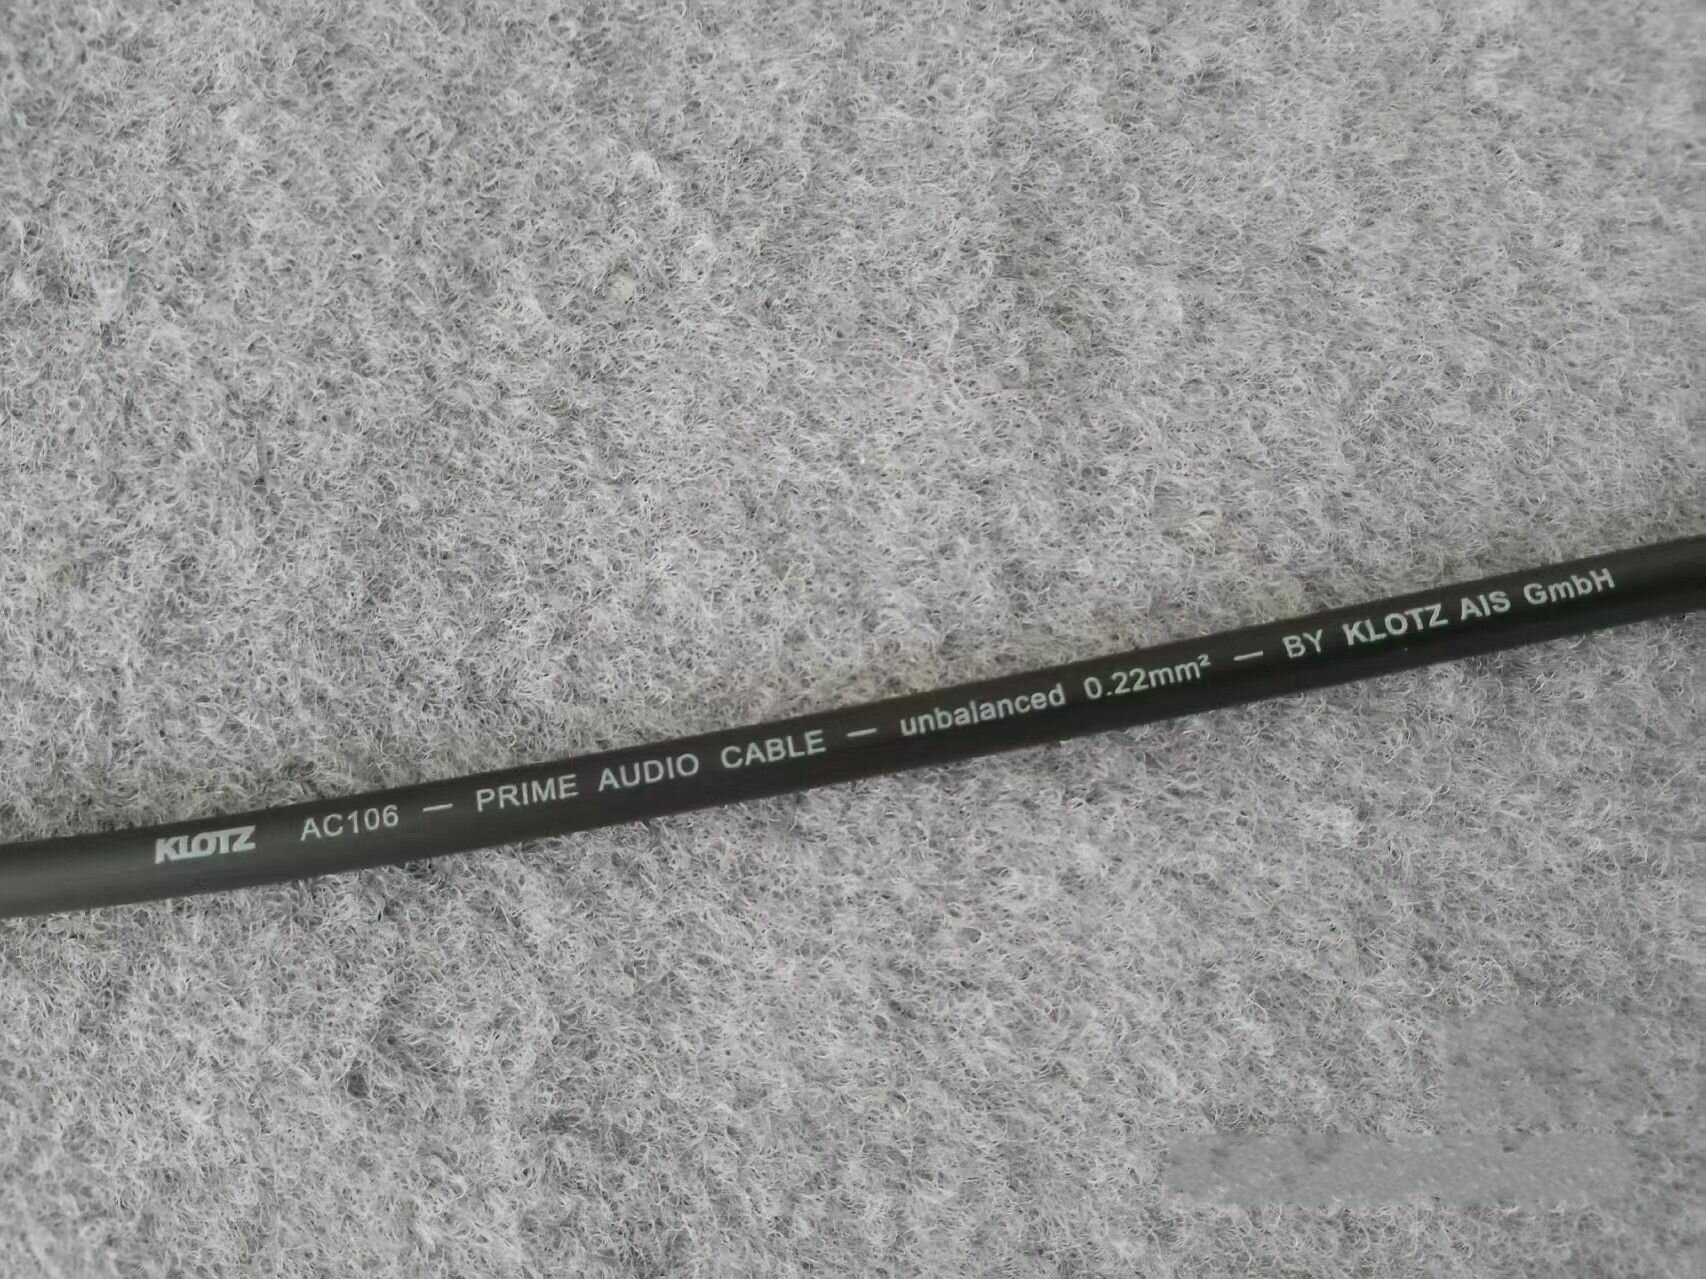 KLOTZ AC106 — PRIME AUDIO CABLE — unbalanced 0.22mm² — BY KLOTZ AIS GmbH